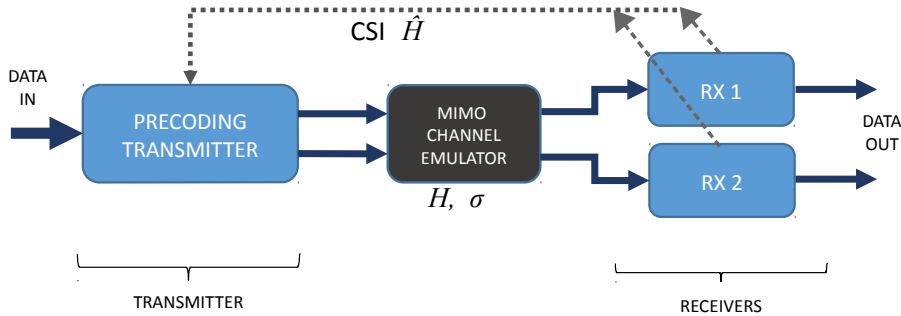 CSI Ĥ
DATA
IN
PRECODING
TRANSMITTER
MIMO
CHANNEL
EMULATOR
H, σ
RX 1
RX 2
DATA
OUT
TRANSMITTER
RECEIVERS